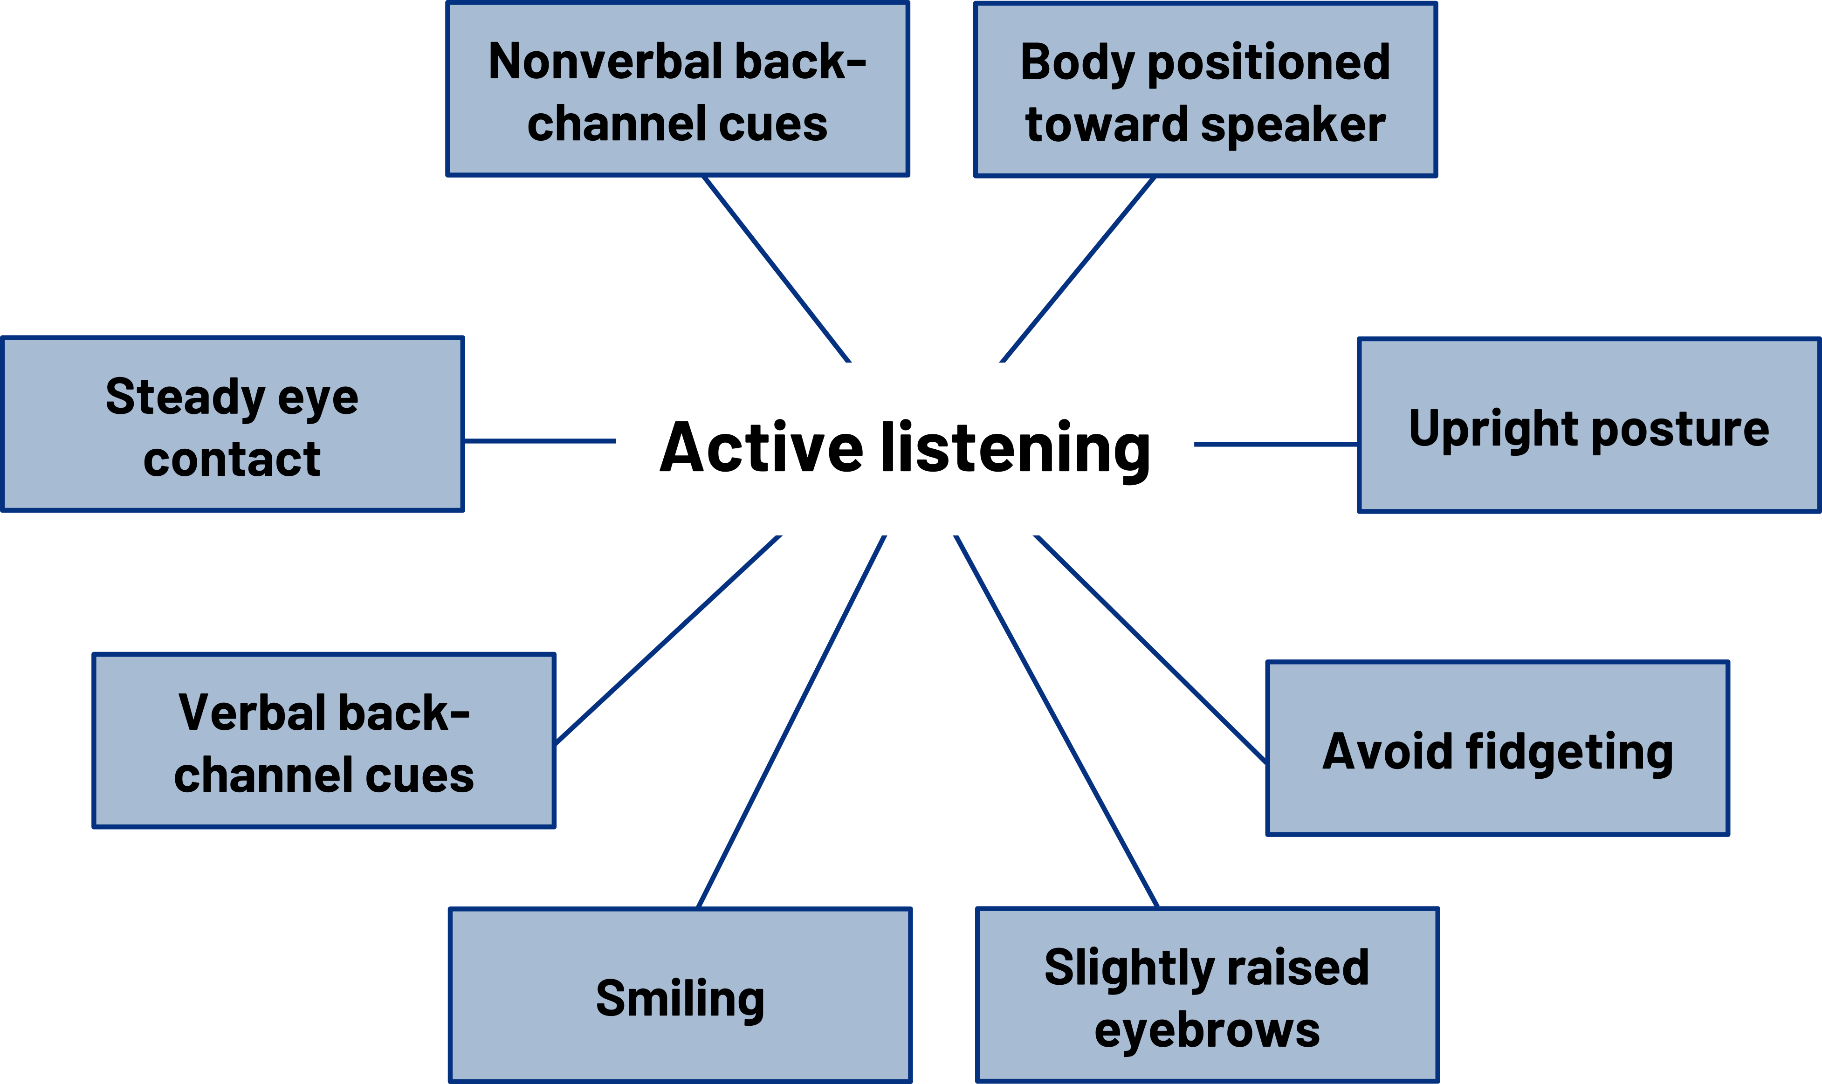 Nonverbal back-
channel cues
Body positioned
toward speaker
Steady eye
contact
Active listening
Upright posture
Verbal back-
channel cues
Avoid fidgeting
Smiling
Slightly raised
eyebrows